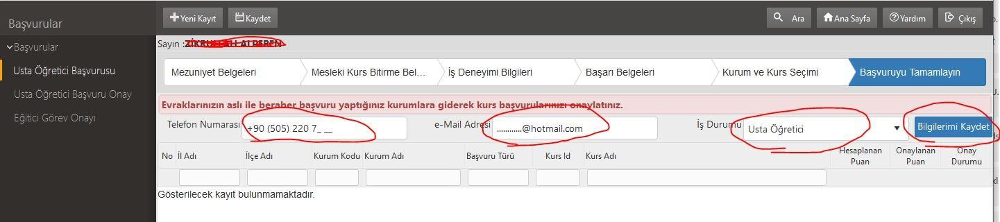 Başvurular
Yeni Kayıt Kaydet Ara Ana Sayfa Yardım Çıkış
Başvurular
Sayın :
Usta Öğretici Başvurusu
Mezuniyet Belgeleri Mesleki Kurs Bitirme Bel... İş Deneyimi Bilgileri Başarı Belgeleri Kurum ve Kurs Seçimi Başvuruyu Tamamlayın
Usta Öğretici Başvuru Onay
Evraklarınızın aslı ile beraber başvuru yaptığınız kurumlara giderek kurs başvurularınızı onaylatınız.
Eğitici Görev Onayı
Telefon Numarası +90 (505) 220 7_ __ e-Mail Adresi ............@hotmail.com İş Durumu Usta Öğretici Bilgilerimi Kaydet
No İl Adı İlçe Adı Kurum Kodu Kurum Adı Başvuru Türü Kurs Id Kurs Adı Hesaplanan Puan Onaylanan Puan Onay Durumu
Gösterilecek kayıt bulunmamaktadır.